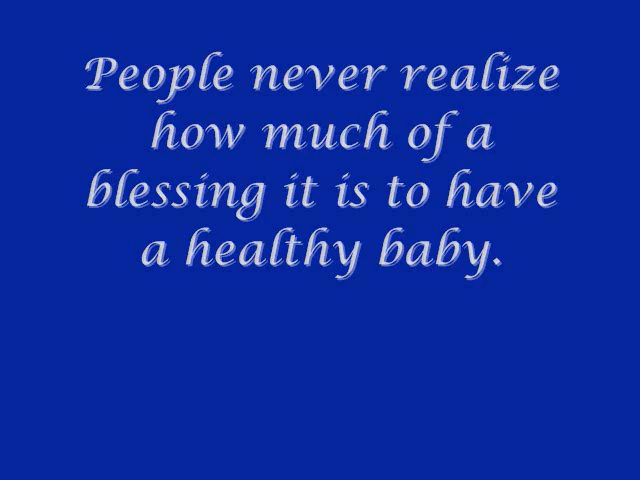 People never realize
how much of a
blessing it is to have
a healthy baby.